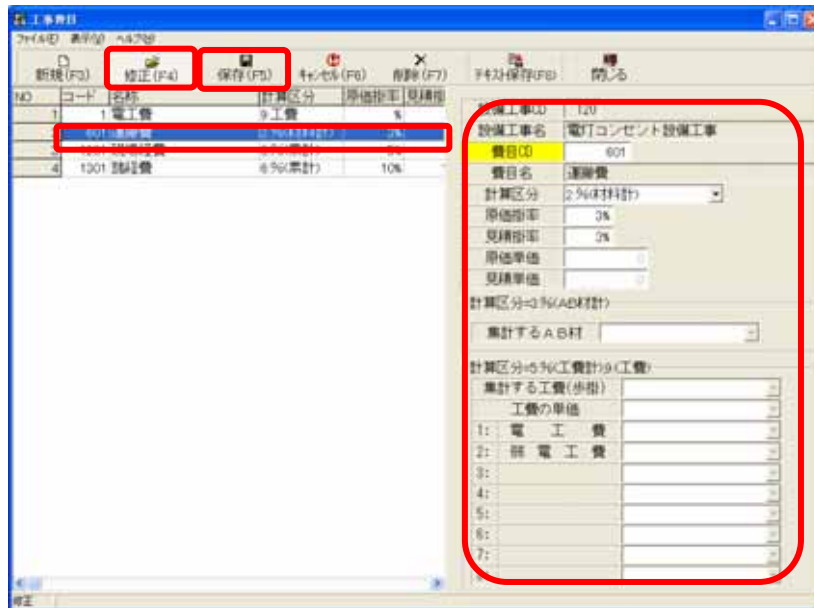 工事費目
ファイル(E) 表示(V) ヘルプ(H)
新規(F3) 修正(F4) 保存(F5) キャンセル(F6) 削除(F7) テキスト保存(F8) 閉じる
NO コード 名称 計算区分 原価掛率 見積掛
1 1 電工費 9 工費 %
601 運搬費 2 %(材料計) 3%
4 1301 諸経費 6 %(累計) 10%
設備工事CD 120
設備工事名 電灯コンセント設備工事
費目CD 601
費目名 運搬費
計算区分 2 %(材料計)
原価掛率 3%
見積掛率 3%
原価単価 0
見積単価 0
計算区分=3 %(AB材計)
集計するAB材
計算区分=5 %(工費計)9(工費)
集計する工費(歩掛)
工費の単価
1: 電工費
2: 弱電工費
3:
4:
5:
6:
7:
修正